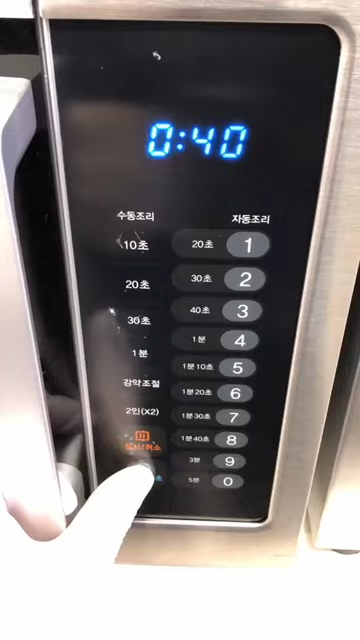 0:40
수동조리 자동조리
10초 20초 1
20초 30초 2
30초 40초 3
1분 1분 4
강약조절 1분10초 5
2인(X2) 1분20초 6
1분30초 7
정지/취소 1분40초 8
3분 9
초 5분 0